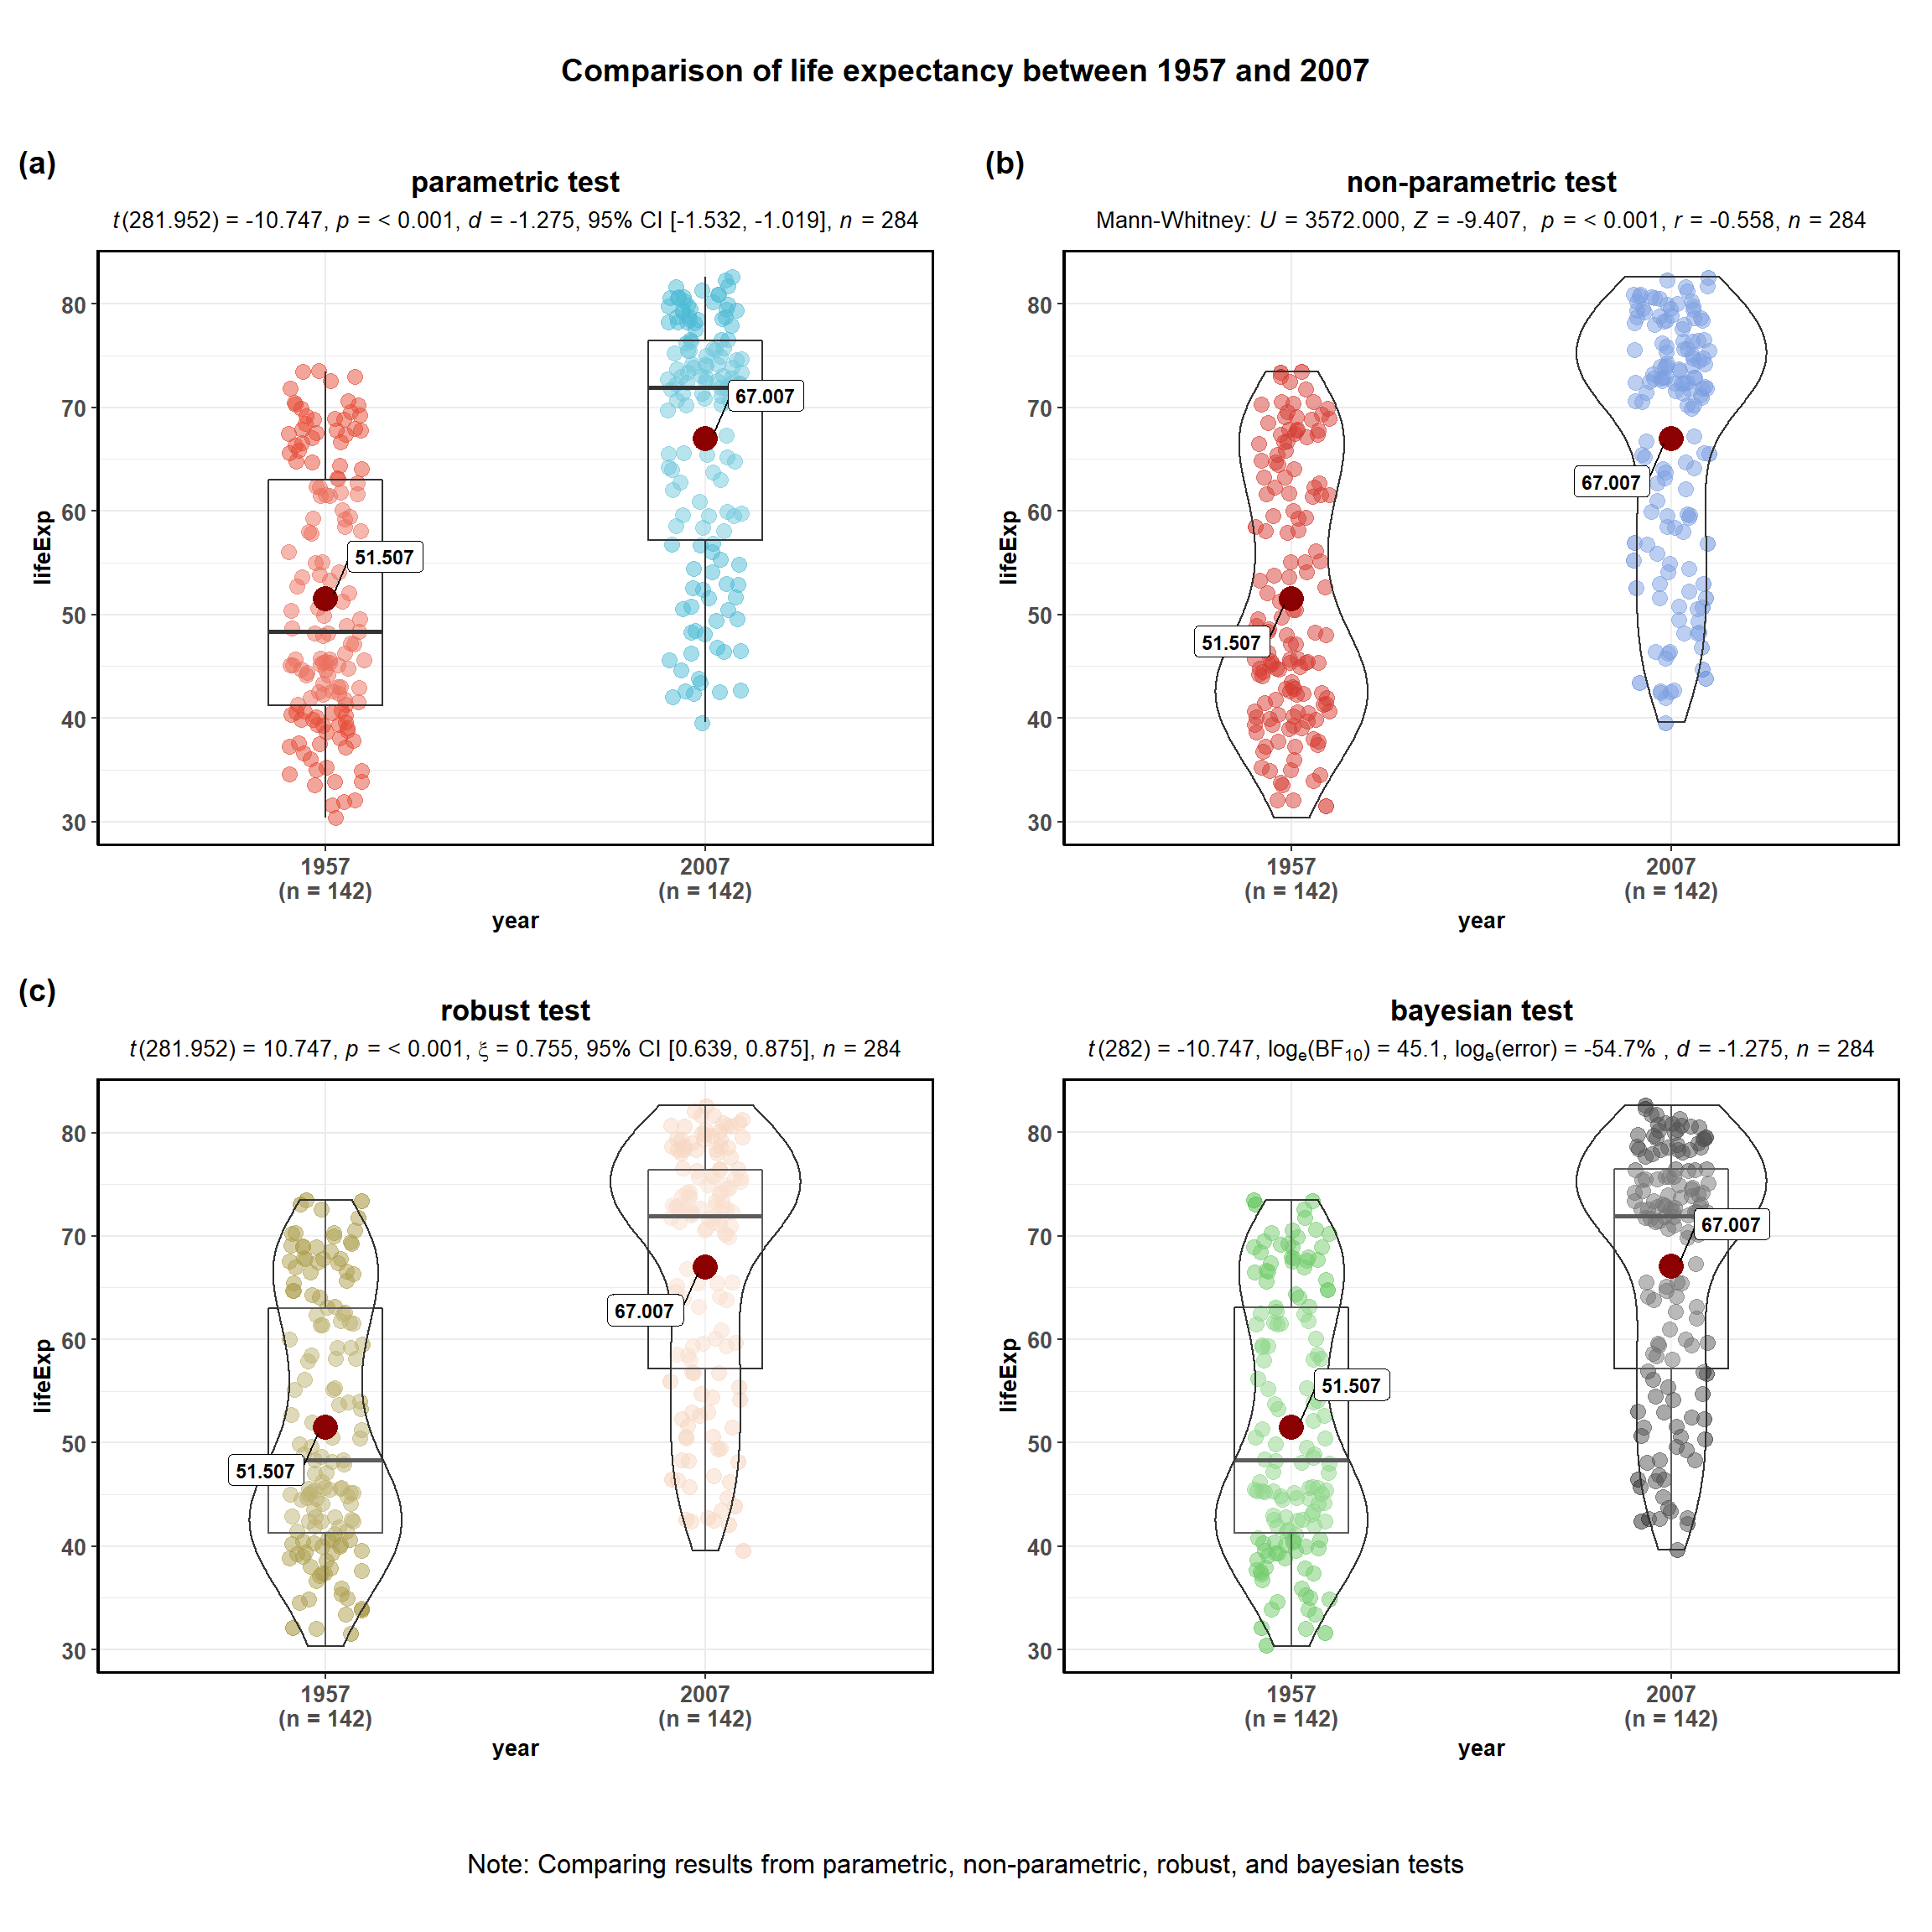 Comparison of life expectancy between 1957 and 2007
(a)
parametric test
t(281.952) = -10.747, p = < 0.001, d = -1.275, 95% CI [-1.532, -1.019], n = 284
lifeExp
80
70
60
50
40
30
67.007
51.507
1957
(n = 142)
2007
(n = 142)
year
(b)
non-parametric test
Mann-Whitney: U = 3572.000, Z = -9.407, p = < 0.001, r = -0.558, n = 284
lifeExp
80
70
60
50
40
30
67.007
51.507
1957
(n = 142)
2007
(n = 142)
year
(c)
robust test
t(281.952) = 10.747, p = < 0.001, ξ = 0.755, 95% CI [0.639, 0.875], n = 284
lifeExp
80
70
60
50
40
30
67.007
51.507
1957
(n = 142)
2007
(n = 142)
year
bayesian test
t(282) = -10.747, logₑ(BF₁₀) = 45.1, logₑ(error) = -54.7% , d = -1.275, n = 284
lifeExp
80
70
60
50
40
30
67.007
51.507
1957
(n = 142)
2007
(n = 142)
year
Note: Comparing results from parametric, non-parametric, robust, and bayesian tests